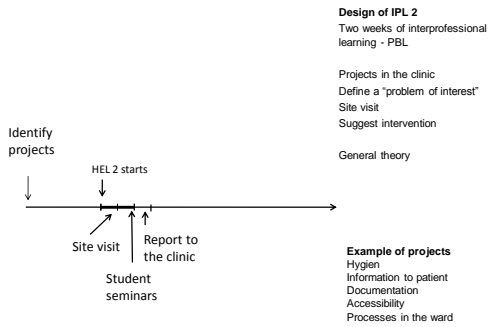 Design of IPL 2
Two weeks of interprofessional
learning - PBL
Projects in the clinic
Define a “problem of interest”
Site visit
Suggest intervention
General theory
Identify
projects
HEL 2 starts
Site visit
Report to
the clinic
Student
seminars
Example of projects
Hygien
Information to patient
Documentation
Accessibility
Processes in the ward